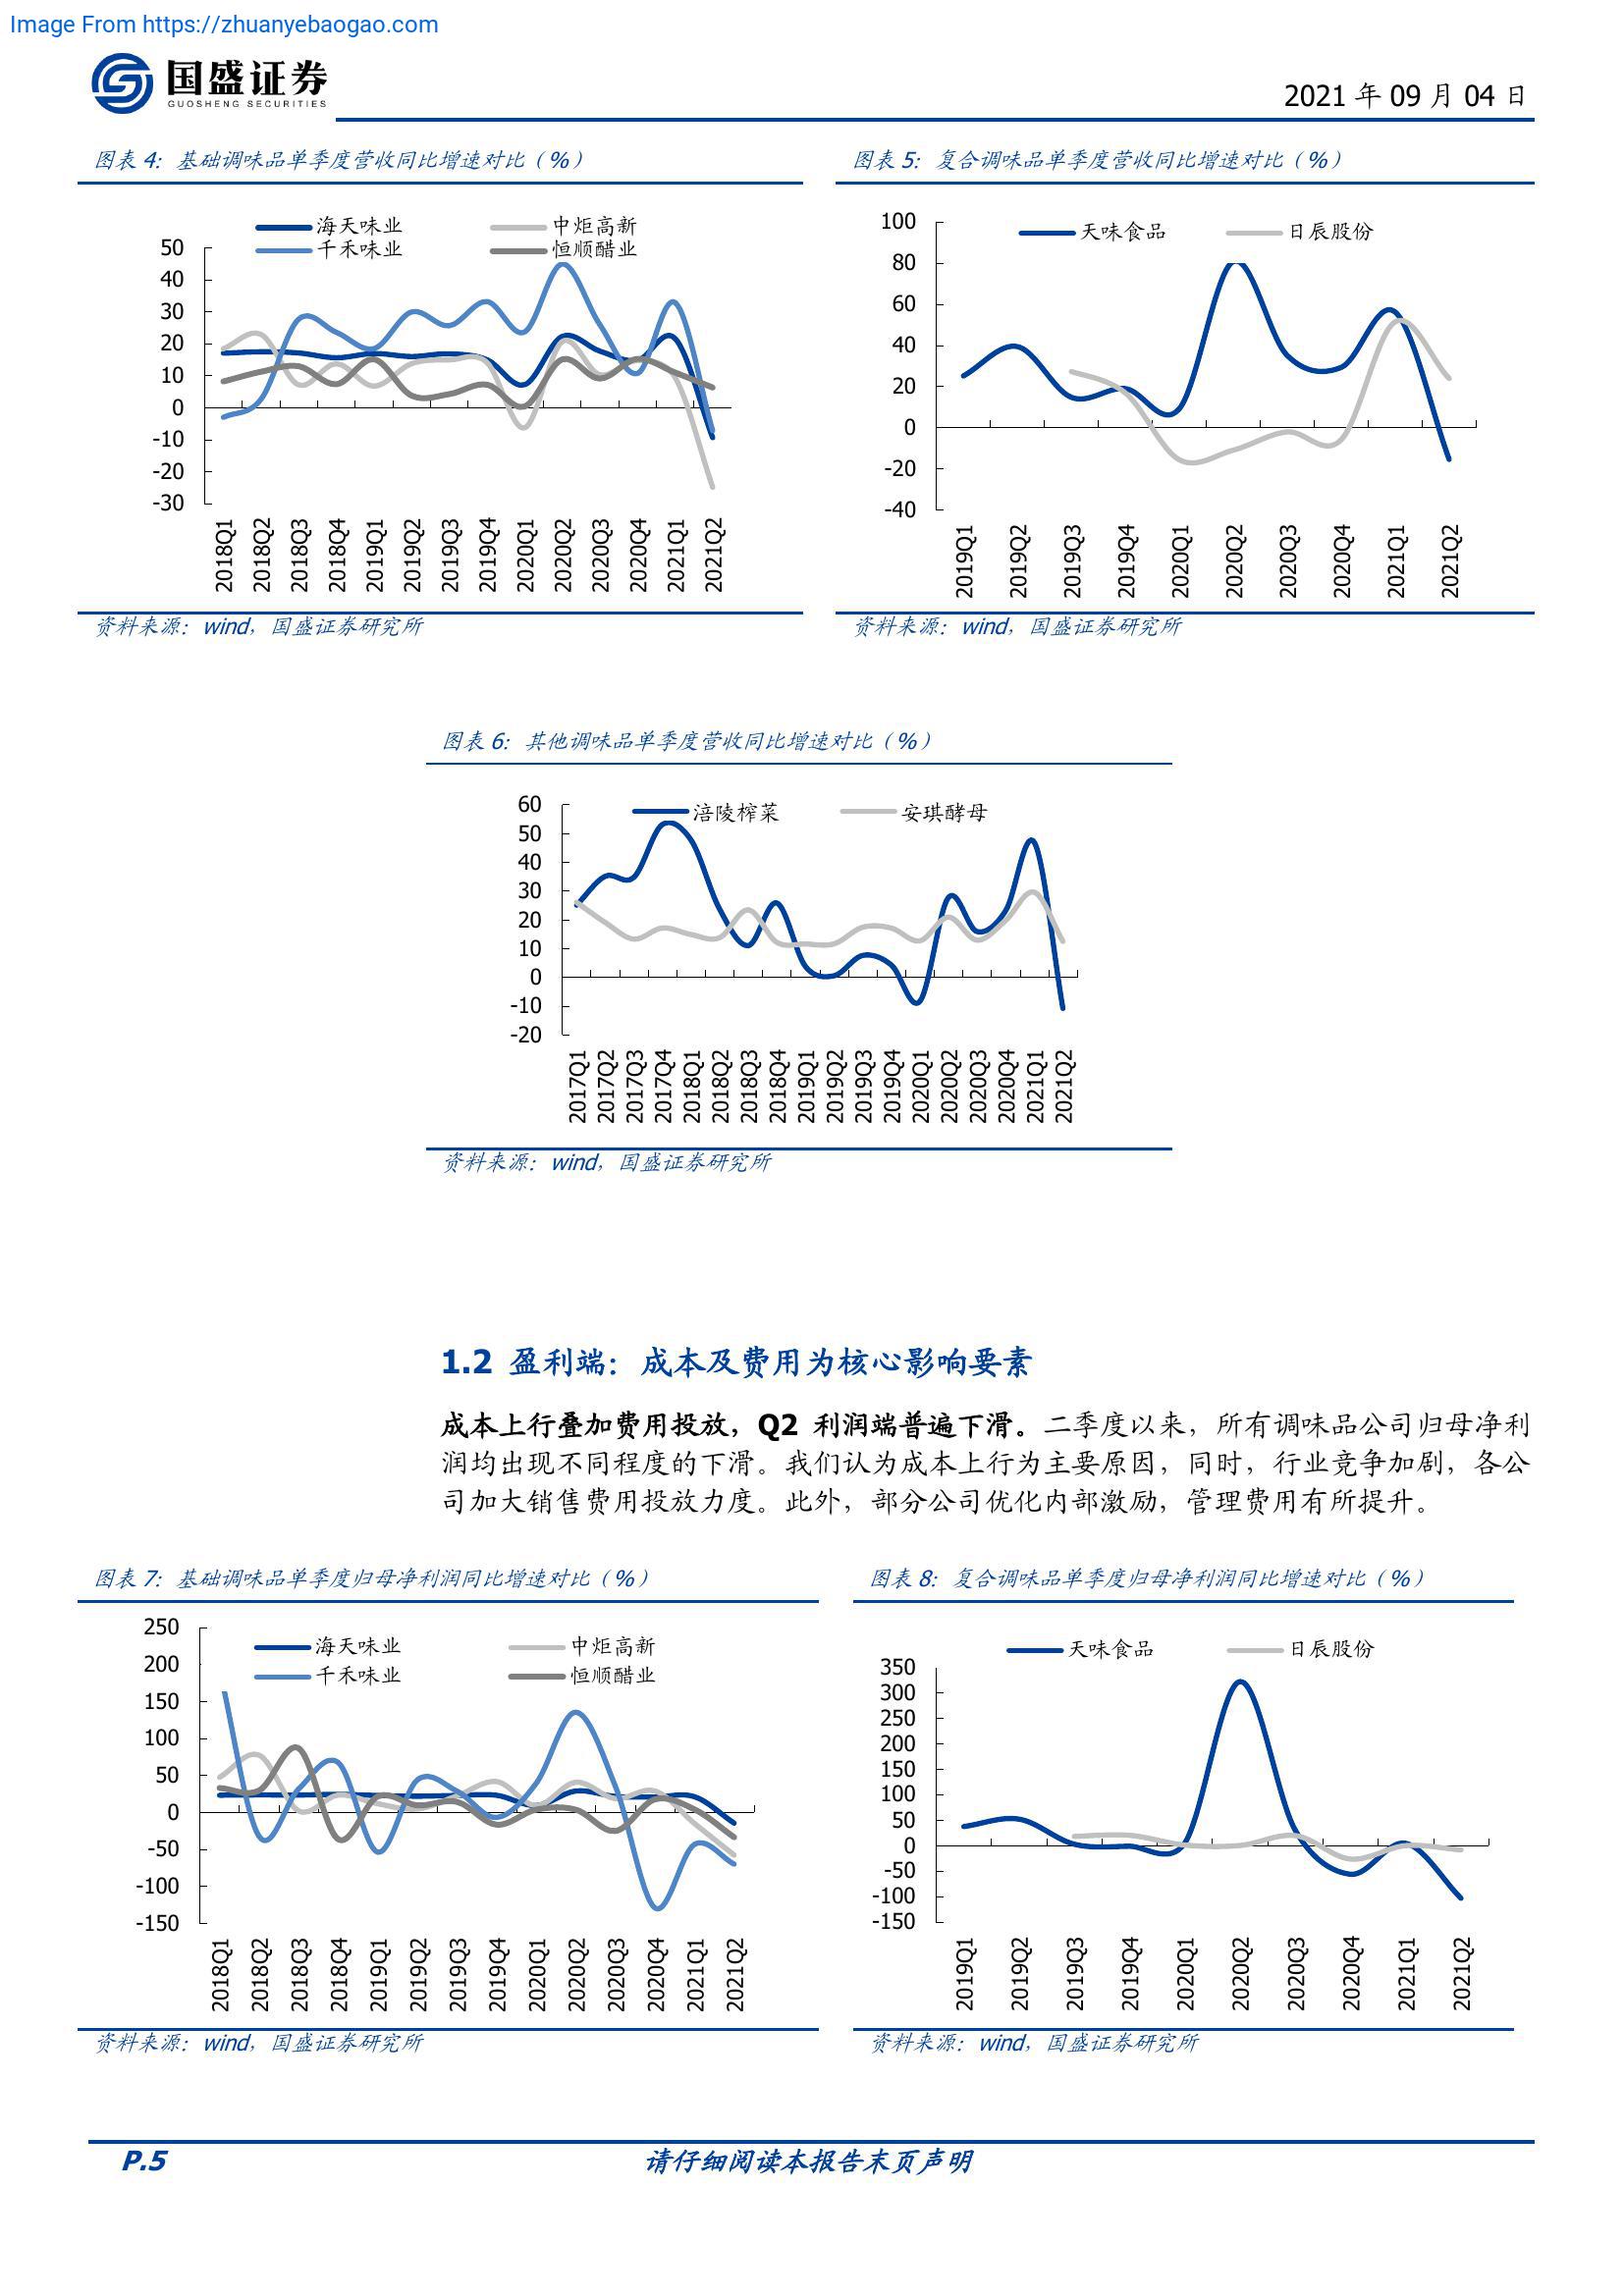 Image From https://zhuanyebaogao.com
国盛证券
GUOSHENG SECURITIES
2021 年 09 月 04 日
图表 4：基础调味品单季度营收同比增速对比（%）
海天味业 中炬高新
千禾味业 恒顺醋业
50
40
30
20
10
0
-10
-20
-30
2018Q1 2018Q2 2018Q3 2018Q4 2019Q1 2019Q2 2019Q3 2019Q4 2020Q1 2020Q2 2020Q3 2020Q4 2021Q1 2021Q2
资料来源：wind，国盛证券研究所
图表 5：复合调味品单季度营收同比增速对比（%）
天味食品 日辰股份
100
80
60
40
20
0
-20
-40
2019Q1 2019Q2 2019Q3 2019Q4 2020Q1 2020Q2 2020Q3 2020Q4 2021Q1 2021Q2
资料来源：wind，国盛证券研究所
图表 6：其他调味品单季度营收同比增速对比（%）
涪陵榨菜 安琪酵母
60
50
40
30
20
10
0
-10
-20
2017Q1 2017Q2 2017Q3 2017Q4 2018Q1 2018Q2 2018Q3 2018Q4 2019Q1 2019Q2 2019Q3 2019Q4 2020Q1 2020Q2 2020Q3 2020Q4 2021Q1 2021Q2
资料来源：wind，国盛证券研究所
1.2 盈利端：成本及费用为核心影响要素
成本上行叠加费用投放，Q2 利润端普遍下滑。二季度以来，所有调味品公司归母净利
润均出现不同程度的下滑。我们认为成本上行为主要原因，同时，行业竞争加剧，各公
司加大销售费用投放力度。此外，部分公司优化内部激励，管理费用有所提升。
图表 7：基础调味品单季度归母净利润同比增速对比（%）
海天味业 中炬高新
千禾味业 恒顺醋业
250
200
150
100
50
0
-50
-100
-150
2018Q1 2018Q2 2018Q3 2018Q4 2019Q1 2019Q2 2019Q3 2019Q4 2020Q1 2020Q2 2020Q3 2020Q4 2021Q1 2021Q2
资料来源：wind，国盛证券研究所
图表 8：复合调味品单季度归母净利润同比增速对比（%）
天味食品 日辰股份
350
300
250
200
150
100
50
0
-50
-100
-150
2019Q1 2019Q2 2019Q3 2019Q4 2020Q1 2020Q2 2020Q3 2020Q4 2021Q1 2021Q2
资料来源：wind，国盛证券研究所
P.5
请仔细阅读本报告末页声明